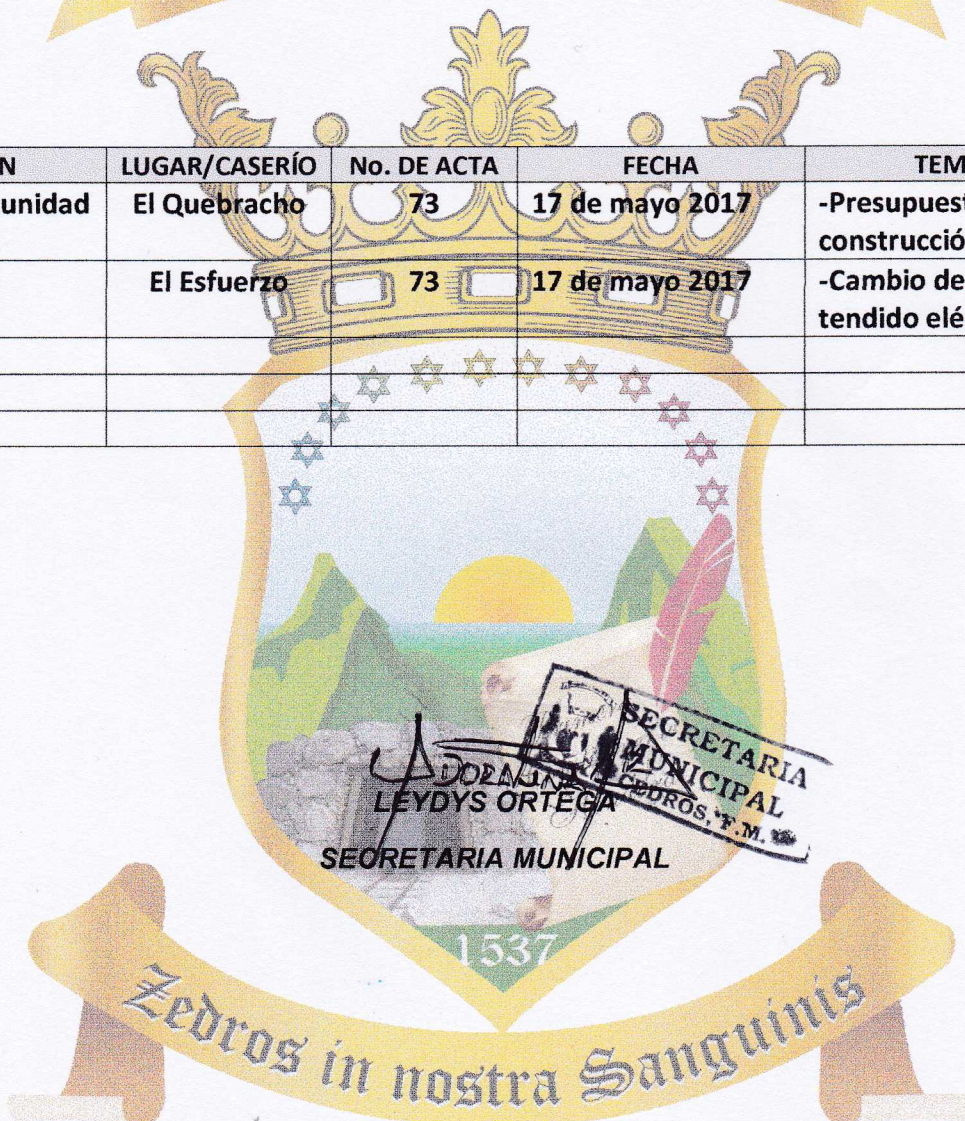 N LUGAR/CASERÍO No. DE ACTA FECHA TEM
unidad El Quebracho 73 17 de mayo 2017 -Presupuest
construcció
El Esfuerzo 73 17 de mayo 2017 -Cambio de
tendido elé
SECRETARIA
MUNICIPAL
CEDROS, F.M.
LEYDYS ORTEGA
SECRETARIA MUNICIPAL
1537
Zedros in nostra Sanguinis